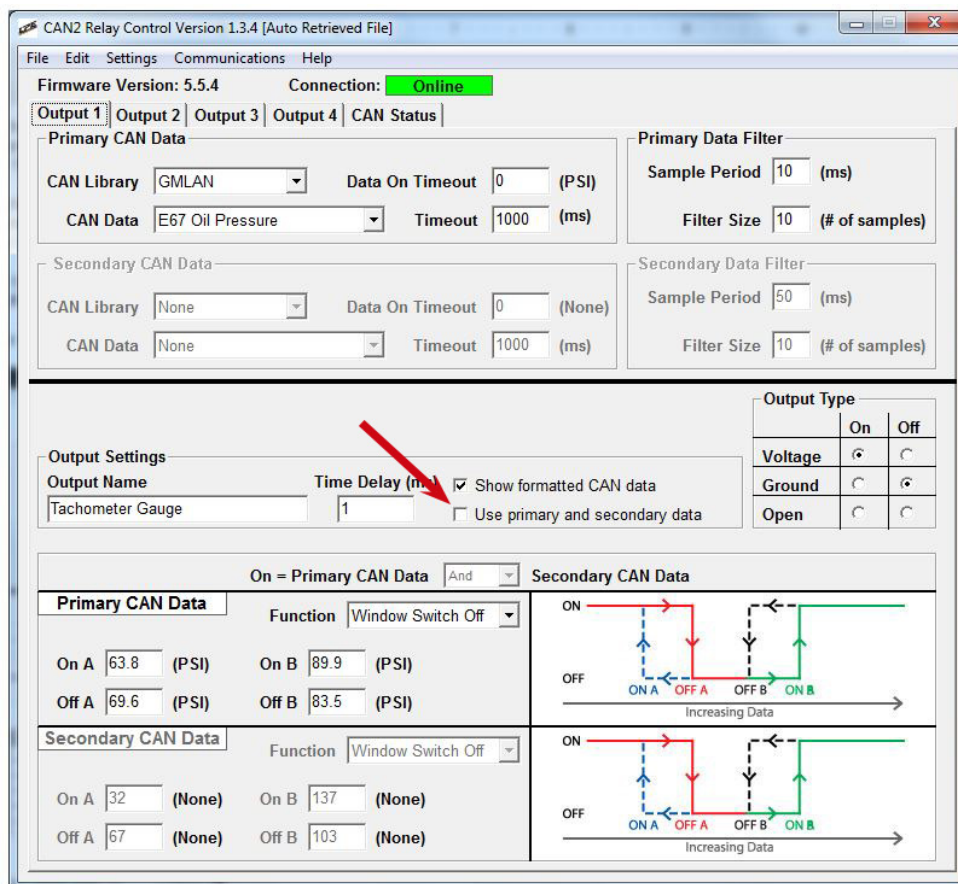 CAN2 Relay Control Version 1.3.4 [Auto Retrieved File]
File Edit Settings Communications Help
Firmware Version: 5.5.4 Connection: Online
Output 1 Output 2 Output 3 Output 4 CAN Status
Primary CAN Data
CAN Library GMLAN Data On Timeout 0 (PSI)
CAN Data E67 Oil Pressure Timeout 1000 (ms)
Primary Data Filter
Sample Period 10 (ms)
Filter Size 10 (# of samples)
Secondary CAN Data
CAN Library None Data On Timeout 0 (None)
CAN Data None Timeout 1000 (ms)
Secondary Data Filter
Sample Period 50 (ms)
Filter Size 10 (# of samples)
Output Type
On Off
Voltage
Ground
Open
Output Settings
Output Name Time Delay (ms) Show formatted CAN data
Tachometer Gauge 1 Use primary and secondary data
On = Primary CAN Data And Secondary CAN Data
Primary CAN Data Function Window Switch Off
On A 63.8 (PSI) On B 89.9 (PSI)
Off A 69.6 (PSI) Off B 83.5 (PSI)
ON
OFF
ON A OFF A OFF B ON B
Increasing Data
Secondary CAN Data Function Window Switch Off
On A 32 (None) On B 137 (None)
Off A 67 (None) Off B 103 (None)
ON
OFF
ON A OFF A OFF B ON B
Increasing Data